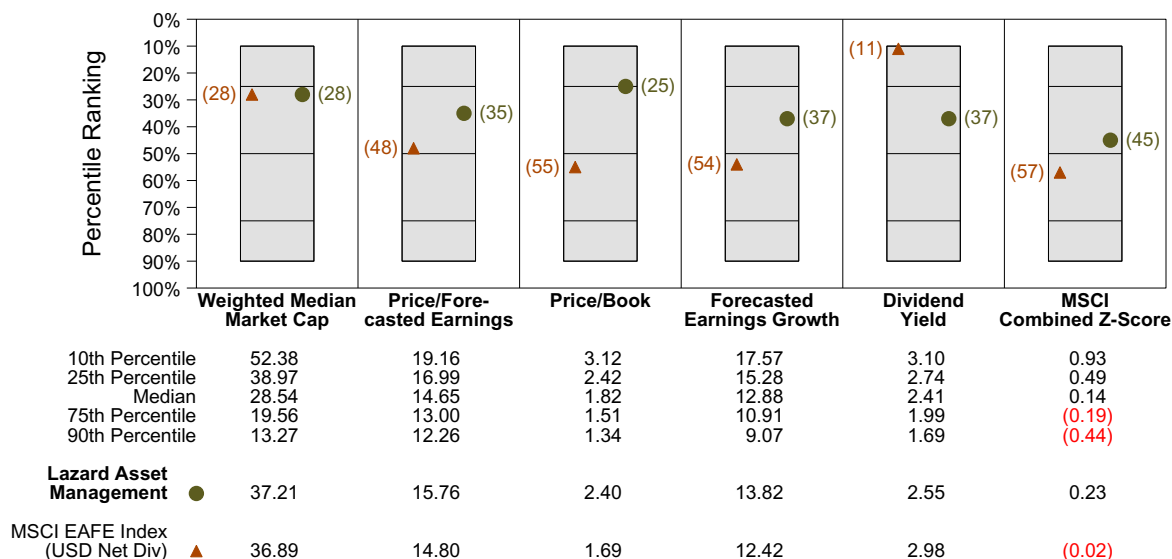 0%
10%
20%
30%
40%
50%
60%
70%
80%
90%
100%
Percentile Ranking
(28) (28)
(48) (35)
(55) (25)
(54) (37)
(11) (37)
(57) (45)
Weighted Median
Market Cap
Price/Fore-
casted Earnings
Price/Book
Forecasted
Earnings Growth
Dividend
Yield
MSCI
Combined Z-Score
10th Percentile 52.38 19.16 3.12 17.57 3.10 0.93
25th Percentile 38.97 16.99 2.42 15.28 2.74 0.49
Median 28.54 14.65 1.82 12.88 2.41 0.14
75th Percentile 19.56 13.00 1.51 10.91 1.99 (0.19)
90th Percentile 13.27 12.26 1.34 9.07 1.69 (0.44)
Lazard Asset
Management 37.21 15.76 2.40 13.82 2.55 0.23
MSCI EAFE Index
(USD Net Div) 36.89 14.80 1.69 12.42 2.98 (0.02)